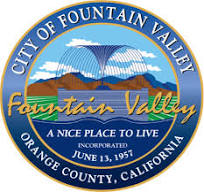 CITY OF FOUNTAIN VALLEY
Fountain Valley
A NICE PLACE TO LIVE
INCORPORATED
JUNE 13, 1957
ORANGE COUNTY, CALIFORNIA